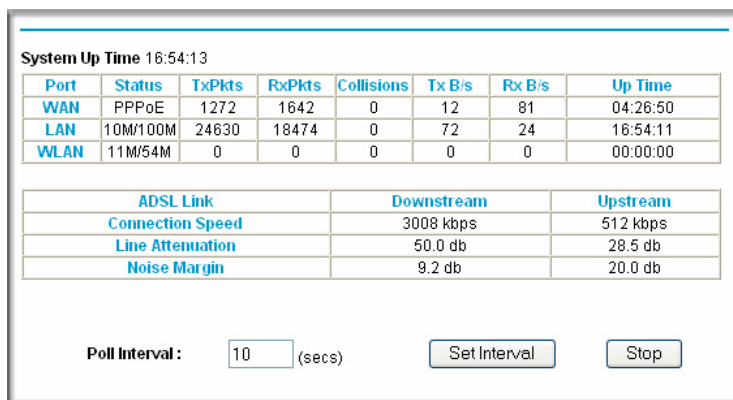 System Up Time 16:54:13
Port Status TxPkts RxPkts Collisions Tx B/s Rx B/s Up Time
WAN PPPoE 1272 1642 0 12 81 04:26:50
LAN 10M/100M 24630 18474 0 72 24 16:54:11
WLAN 11M/54M 0 0 0 0 0 00:00:00
ADSL Link Downstream Upstream
Connection Speed 3008 kbps 512 kbps
Line Attenuation 50.0 db 28.5 db
Noise Margin 9.2 db 20.0 db
Poll Interval : 10 (secs) Set Interval Stop